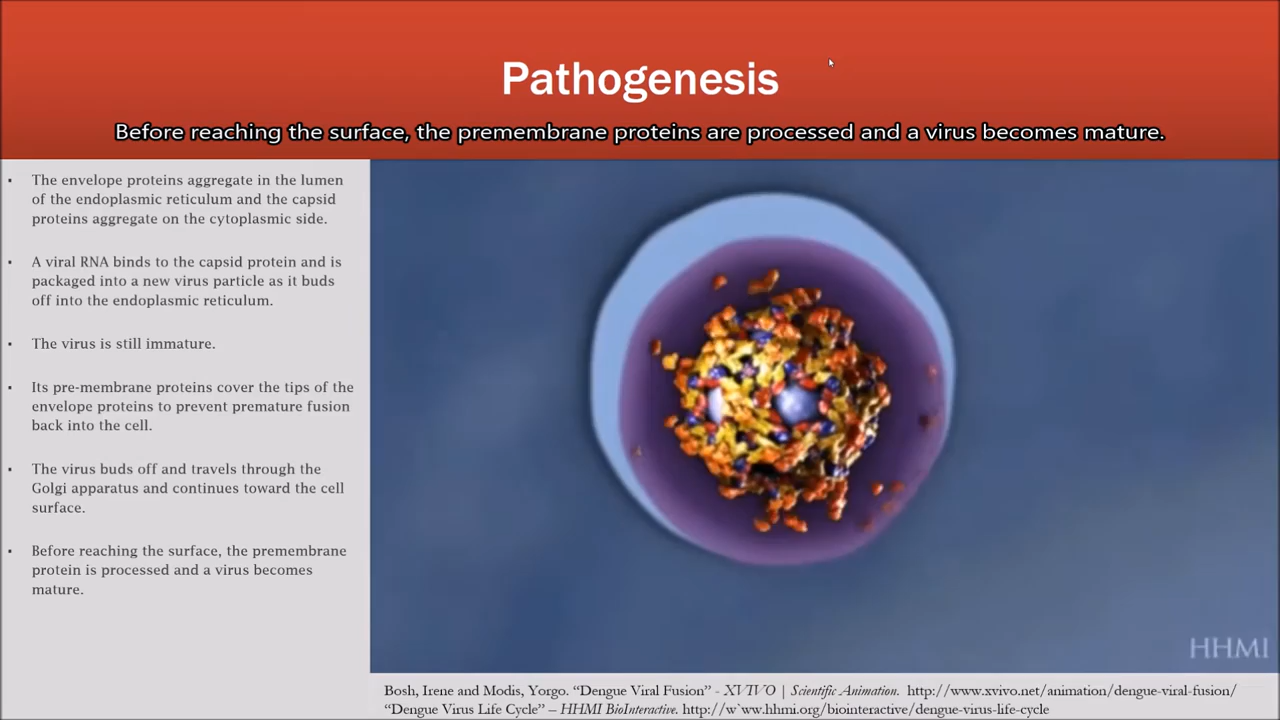 Pathogenesis
Before reaching the surface, the premembrane proteins are processed and a virus becomes mature.
▪ The envelope proteins aggregate in the lumen
of the endoplasmic reticulum and the capsid
proteins aggregate on the cytoplasmic side.
▪ A viral RNA binds to the capsid protein and is
packaged into a new virus particle as it buds
off into the endoplasmic reticulum.
▪ The virus is still immature.
▪ Its pre-membrane proteins cover the tips of the
envelope proteins to prevent premature fusion
back into the cell.
▪ The virus buds off and travels through the
Golgi apparatus and continues toward the cell
surface.
▪ Before reaching the surface, the premembrane
protein is processed and a virus becomes
mature.
HHMI
Bosh, Irene and Modis, Yorgo. “Dengue Viral Fusion” - XVIVO | Scientific Animation. http://www.xvivo.net/animation/dengue-viral-fusion/
“Dengue Virus Life Cycle” – HHMI BioInteractive. http://w`ww.hhmi.org/biointeractive/dengue-virus-life-cycle